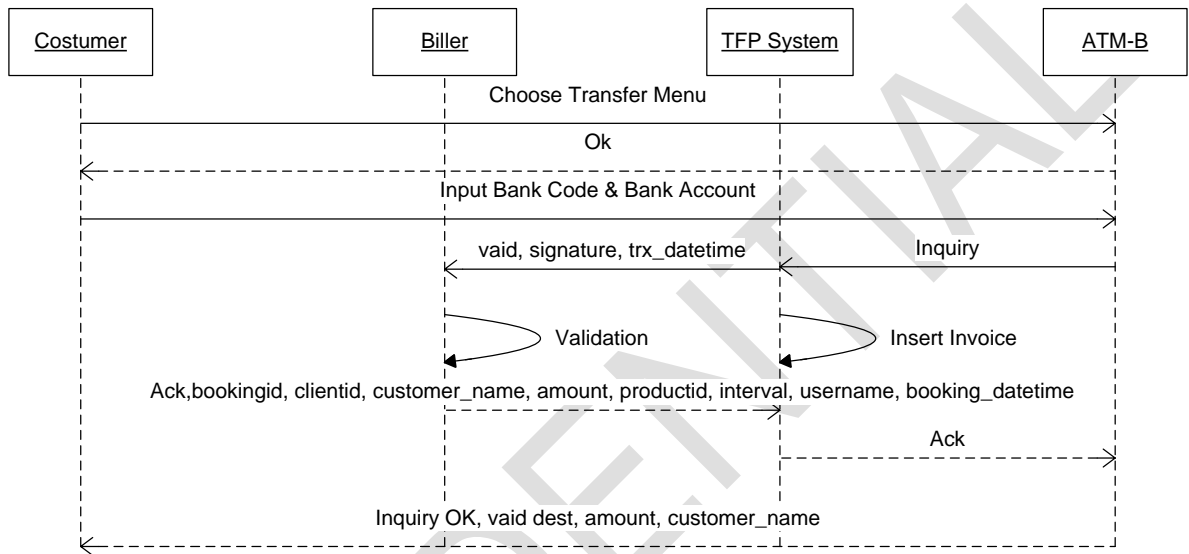 Costumer
Biller
TFP System
ATM-B
Choose Transfer Menu
Ok
Input Bank Code & Bank Account
vaid, signature, trx_datetime
Inquiry
Validation
Insert Invoice
Ack,bookingid, clientid, customer_name, amount, productid, interval, username, booking_datetime
Ack
Inquiry OK, vaid dest, amount, customer_name
ENTIAL